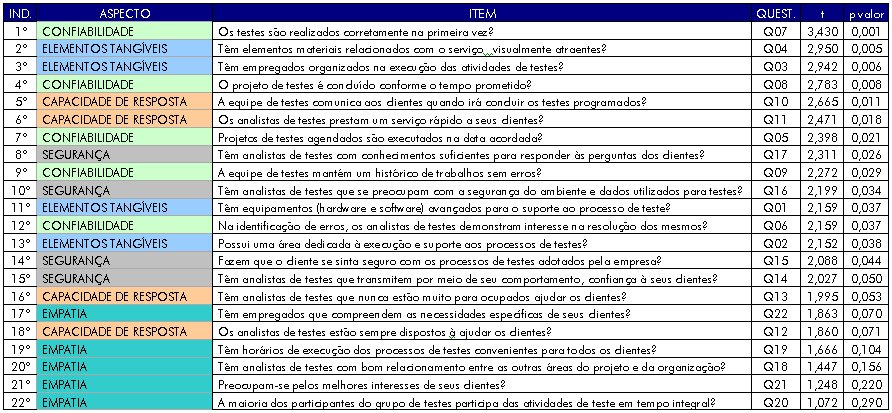 IND. ASPECTO ITEM QUEST. t p valor
1° CONFIABILIDADE Os testes são realizados corretamente na primeira vez? Q07 3,430 0,001
2° ELEMENTOS TANGÍVEIS Têm elementos materiais relacionados com o serviço, visualmente atraentes? Q04 2,950 0,005
3° ELEMENTOS TANGÍVEIS Têm empregados organizados na execução das atividades de testes? Q03 2,942 0,006
4° CONFIABILIDADE O projeto de testes é concluído conforme o tempo prometido? Q08 2,783 0,008
5° CAPACIDADE DE RESPOSTA A equipe de testes comunica aos clientes quando irá concluir os testes programados? Q10 2,665 0,011
6° CAPACIDADE DE RESPOSTA Os analistas de testes prestam um serviço rápido a seus clientes? Q11 2,471 0,018
7° CONFIABILIDADE Projetos de testes agendados são executados na data acordada? Q05 2,398 0,021
8° SEGURANÇA Têm analistas de testes com conhecimentos suficientes para responder às perguntas dos clientes? Q17 2,311 0,026
9° CONFIABILIDADE A equipe de testes mantém um histórico de trabalhos sem erros? Q09 2,272 0,029
10° SEGURANÇA Têm analistas de testes que se preocupam com a segurança do ambiente e dados utilizados para testes? Q16 2,199 0,034
11° ELEMENTOS TANGÍVEIS Têm equipamentos (hardware e software) avançados para o suporte ao processo de teste? Q01 2,159 0,037
12° CONFIABILIDADE Na identificação de erros, os analistas de testes demonstram interesse na resolução dos mesmos? Q06 2,159 0,037
13° ELEMENTOS TANGÍVEIS Possui uma área dedicada à execução e suporte aos processos de testes? Q02 2,152 0,038
14° SEGURANÇA Fazem que o cliente se sinta seguro com os processos de testes adotados pela empresa? Q15 2,088 0,044
15° SEGURANÇA Têm analistas de testes que transmitem por meio de seu comportamento, confiança à seus clientes? Q14 2,027 0,050
16° CAPACIDADE DE RESPOSTA Têm analistas de testes que nunca estão muito para ocupados ajudar os clientes? Q13 1,995 0,053
17° EMPATIA Têm empregados que compreendem as necesidades específicas de seus clientes? Q22 1,863 0,070
18° CAPACIDADE DE RESPOSTA Os analistas de testes estão sempre dispostos à ajudar os clientes? Q12 1,860 0,071
19° EMPATIA Têm horários de execução dos processos de testes convenientes para todos os clientes? Q19 1,666 0,104
20° EMPATIA Têm analistas de testes com bom relacionamento entre as outras áreas do projeto e da organização? Q18 1,447 0,156
21° EMPATIA Preocupam-se pelos melhores interesses de seus clientes? Q21 1,248 0,220
22° EMPATIA A maioria dos participantes do grupo de testes participa das atividades de teste em tempo integral? Q20 1,072 0,290